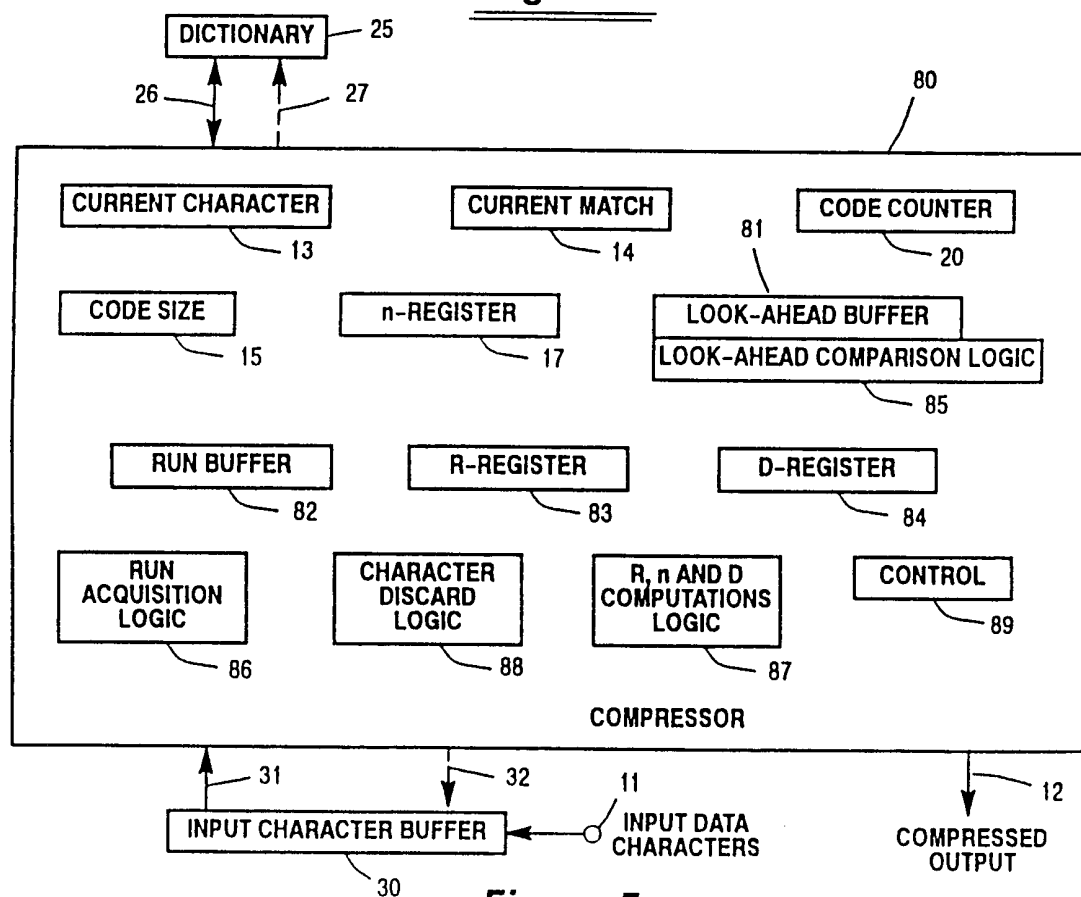 DICTIONARY
25
26
27
80
CURRENT CHARACTER
CURRENT MATCH
CODE COUNTER
13
14
81
20
CODE SIZE
n-REGISTER
LOOK-AHEAD BUFFER
15
17
LOOK-AHEAD COMPARISON LOGIC
85
RUN BUFFER
R-REGISTER
D-REGISTER
82
83
84
RUN
ACQUISITION
LOGIC
CHARACTER
DISCARD
LOGIC
R, n AND D
COMPUTATIONS
LOGIC
CONTROL
86
88
87
89
COMPRESSOR
31
32
11
12
INPUT CHARACTER BUFFER
INPUT DATA
CHARACTERS
COMPRESSED
OUTPUT
30